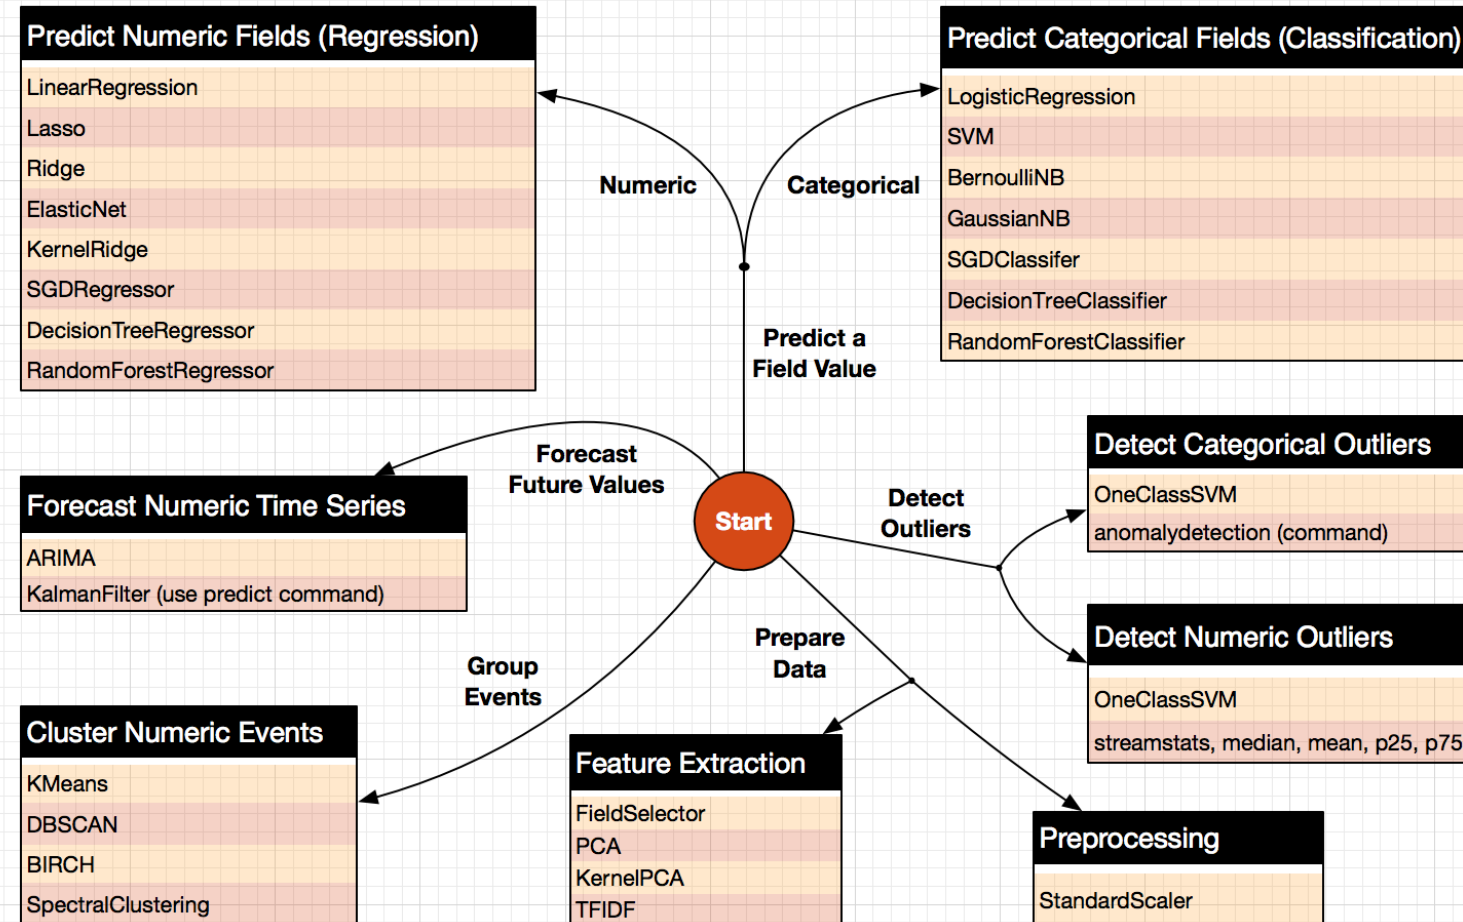 Predict Numeric Fields (Regression)
LinearRegression
Lasso
Ridge
ElasticNet
KernelRidge
SGDRegressor
DecisionTreeRegressor
RandomForestRegressor
Predict Categorical Fields (Classification)
LogisticRegression
SVM
BernoulliNB
GaussianNB
SGDClassifer
DecisionTreeClassifier
RandomForestClassifier
Numeric
Categorical
Predict a
Field Value
Forecast
Future Values
Forecast Numeric Time Series
ARIMA
KalmanFilter (use predict command)
Start
Detect
Outliers
Detect Categorical Outliers
OneClassSVM
anomalydetection (command)
Detect Numeric Outliers
OneClassSVM
streamstats, median, mean, p25, p75
Group
Events
Prepare
Data
Cluster Numeric Events
KMeans
DBSCAN
BIRCH
SpectralClustering
Feature Extraction
FieldSelector
PCA
KernelPCA
TFIDF
Preprocessing
StandardScaler